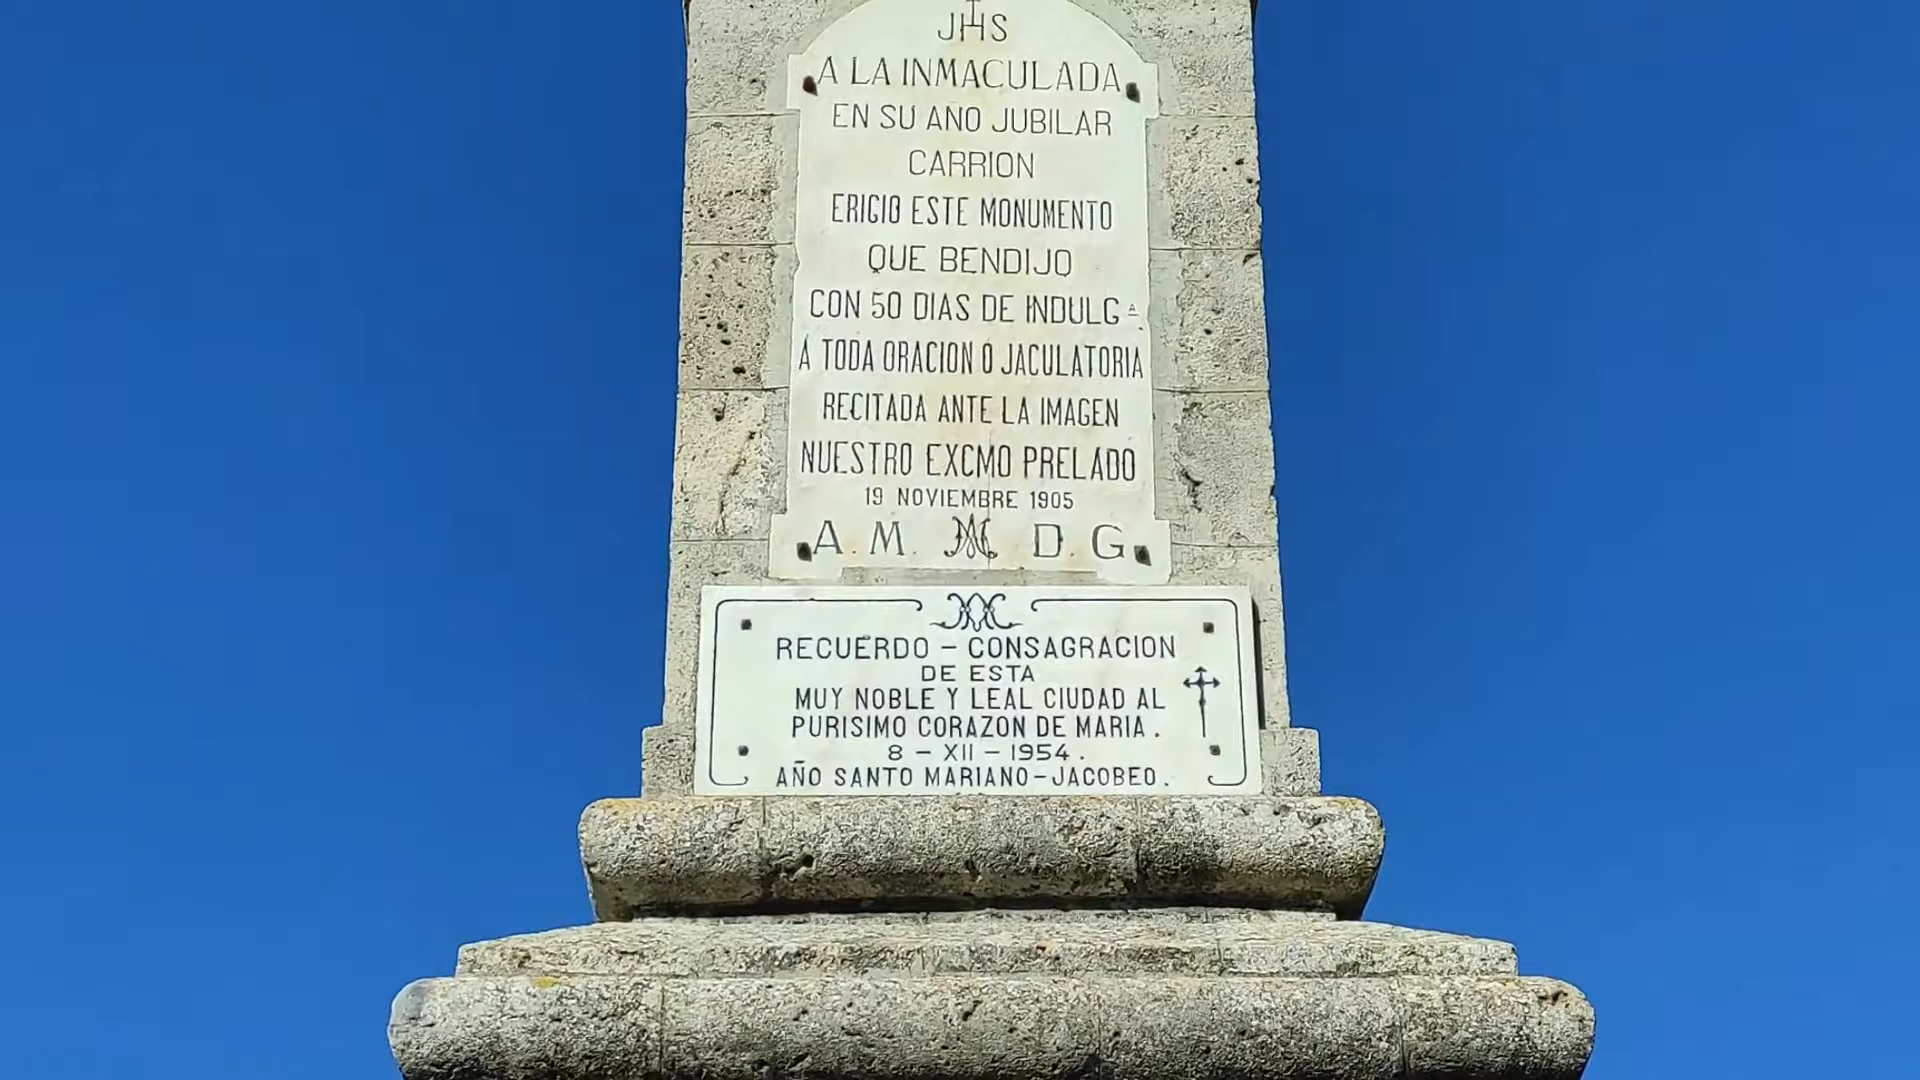 JHS
A LA INMACULADA
EN SU AÑO JUBILAR
CARRION
ERIGIO ESTE MONUMENTO
QUE BENDIJO
CON 50 DIAS DE INDULG A.
Á TODA ORACION O JACULATORIA
RECITADA ANTE LA IMAGEN
NUESTRO EXCMO PRELADO
19 NOVIEMBRE 1905
A. M. D. G.
RECUERDO – CONSAGRACION
DE ESTA
MUY NOBLE Y LEAL CIUDAD AL
PURISIMO CORAZON DE MARIA .
8 – XII – 1954 .
AÑO SANTO MARIANO – JACOBEO .